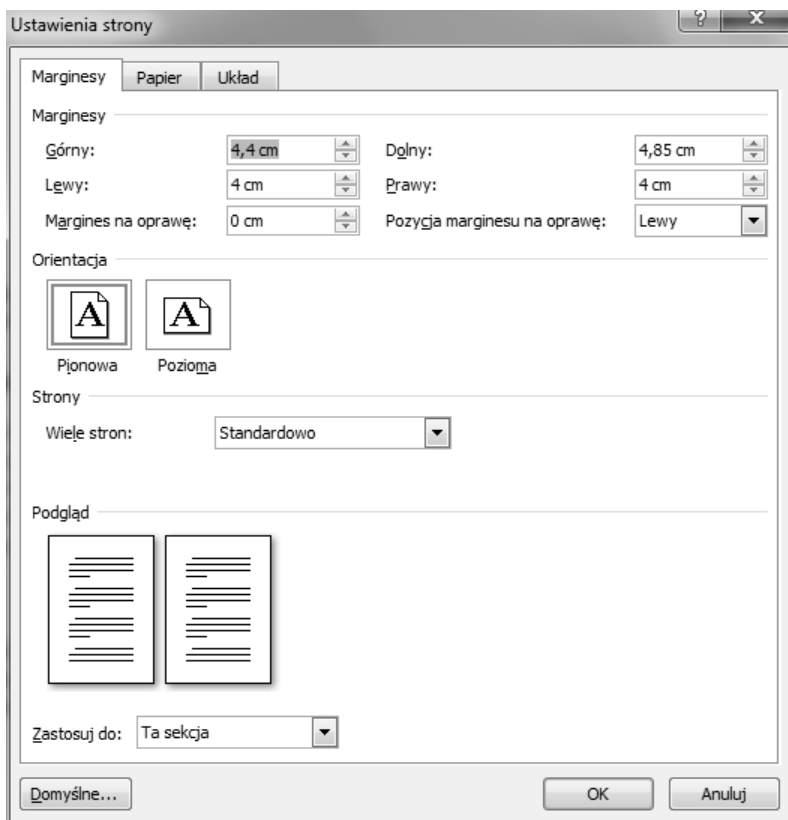 Ustawienia strony
Marginesy Papier Układ
Marginesy
Górny: 4,4 cm Dolny: 4,85 cm
Lewy: 4 cm Prawy: 4 cm
Margines na oprawę: 0 cm Pozycja marginesu na oprawę: Lewy
Orientacja
A A
Pionowa Pozioma
Strony
Wiele stron: Standardowo
Podgląd
Zastosuj do: Ta sekcja
Domyślne... OK Anuluj